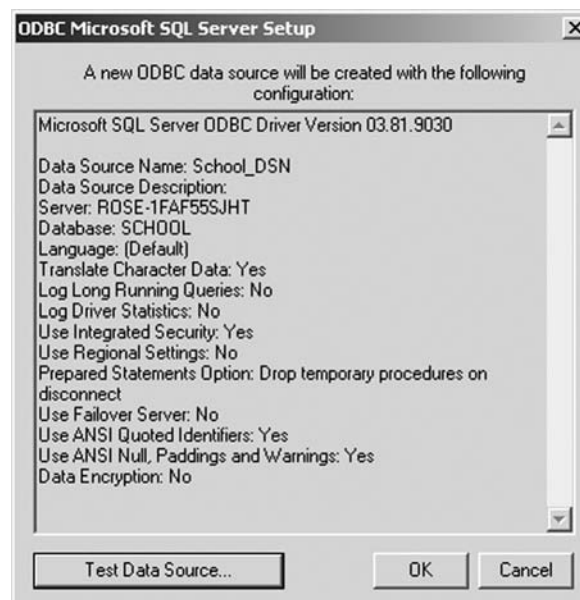 ODBC Microsoft SQL Server Setup
A new ODBC data source will be created with the following
configuration:
Microsoft SQL Server ODBC Driver Version 03.81.9030
Data Source Name: School_DSN
Data Source Description:
Server: ROSE-1FAF55SJHT
Database: SCHOOL
Language: (Default)
Translate Character Data: Yes
Log Long Running Queries: No
Log Driver Statistics: No
Use Integrated Security: Yes
Use Regional Settings: No
Prepared Statements Option: Drop temporary procedures on
disconnect
Use Failover Server: No
Use ANSI Quoted Identifiers: Yes
Use ANSI Null, Paddings and Warnings: Yes
Data Encryption: No
Test Data Source...
OK
Cancel